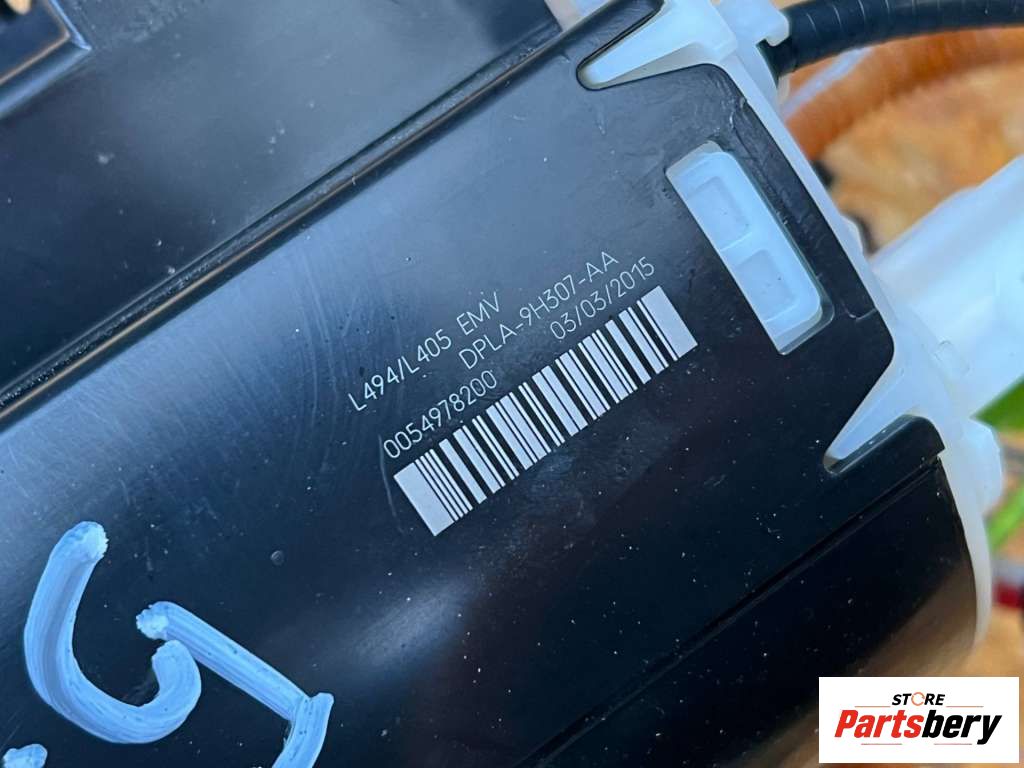 L494/L405 EMV
DPLA-9H307-AA
0054978200
03/03/2015
STORE
Partsbery